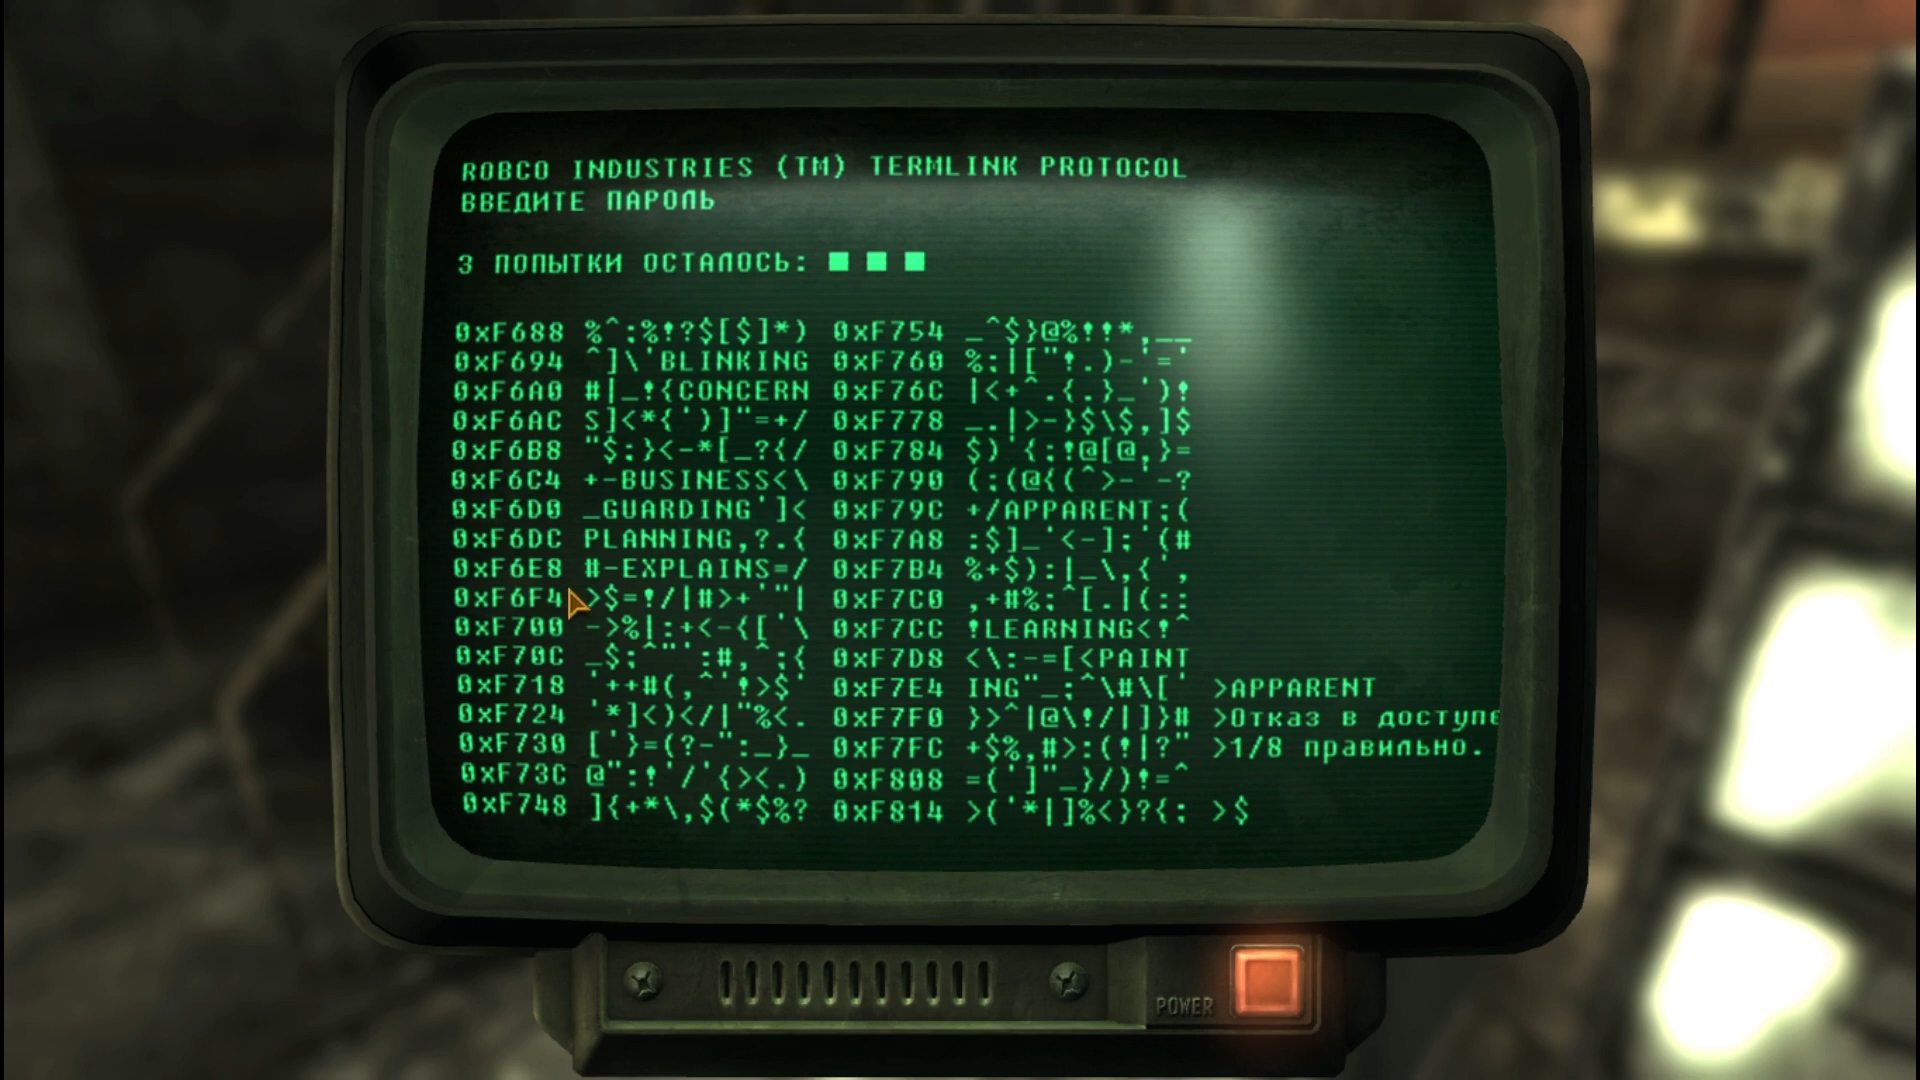 ROBCO INDUSTRIES (TM) TERMLINK PROTOCOL
ВВЕДИТЕ ПАРОЛЬ
3 ПОПЫТКИ ОСТАЛОСЬ: ■ ■ ■
0xF688 %^:%!?$[$]*) 0xF754 _^$}@%!!*,__
0xF694 ^]\'BLINKING 0xF760 %:|["!.)-'='
0xF6A0 #|_!{CONCERN 0xF76C |<+^.{.}_')!
0xF6AC S]<*{')]"=+/ 0xF778 _.|>-}$\$,]$
0xF6B8 "$:}<-*[_?{/ 0xF784 $)'{;!@[@,}=
0xF6C4 +-BUSINESS<\ 0xF790 (;(@{(^>-'-?
0xF6D0 _GUARDING']< 0xF79C +/APPARENT;(
0xF6DC PLANNING,?.{ 0xF7A8 :$]_'<-];'(#
0xF6E8 #-EXPLAINS=/ 0xF7B4 %+$):|_\,{',
0xF6F4 >$=!/|#>+'"| 0xF7C0 ,+#%:^[.|(::
0xF700 ->%|:+<-{['\ 0xF7CC !LEARNING<!^
0xF70C _$;^"':#,^;{ 0xF7D8 <\:-=[<PAINT
0xF718 '++#(,^'!>$' 0xF7E4 ING"_;^\#\[' >APPARENT
0xF724 '*]<)</|"%<. 0xF7F0 }>^|@\!/|]}# >Отказ в доступе
0xF730 ['}=(?-":_}_ 0xF7FC +$%,#>:(!|?" >1/8 правильно.
0xF73C @":!'/'{><.) 0xF808 =(']"_}/)!=^
0xF748 ]{+*\,$(*$%? 0xF814 >('*|]%<}?{; >$
POWER